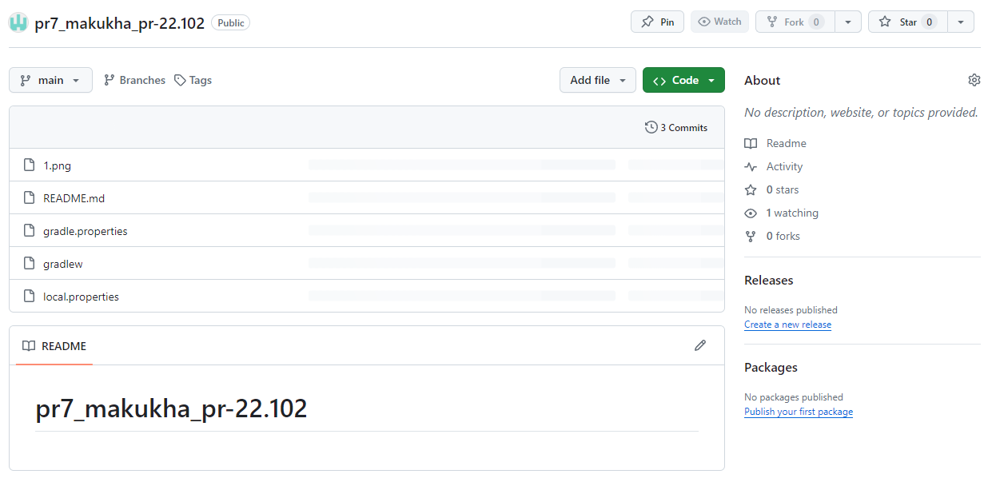 pr7_makukha_pr-22.102 Public Pin Watch Fork 0 Star 0
main Branches Tags Add file Code
3 Commits
1.png
README.md
gradle.properties
gradlew
local.properties
README
pr7_makukha_pr-22.102
About
No description, website, or topics provided.
Readme
Activity
0 stars
1 watching
0 forks
Releases
No releases published
Create a new release
Packages
No packages published
Publish your first package